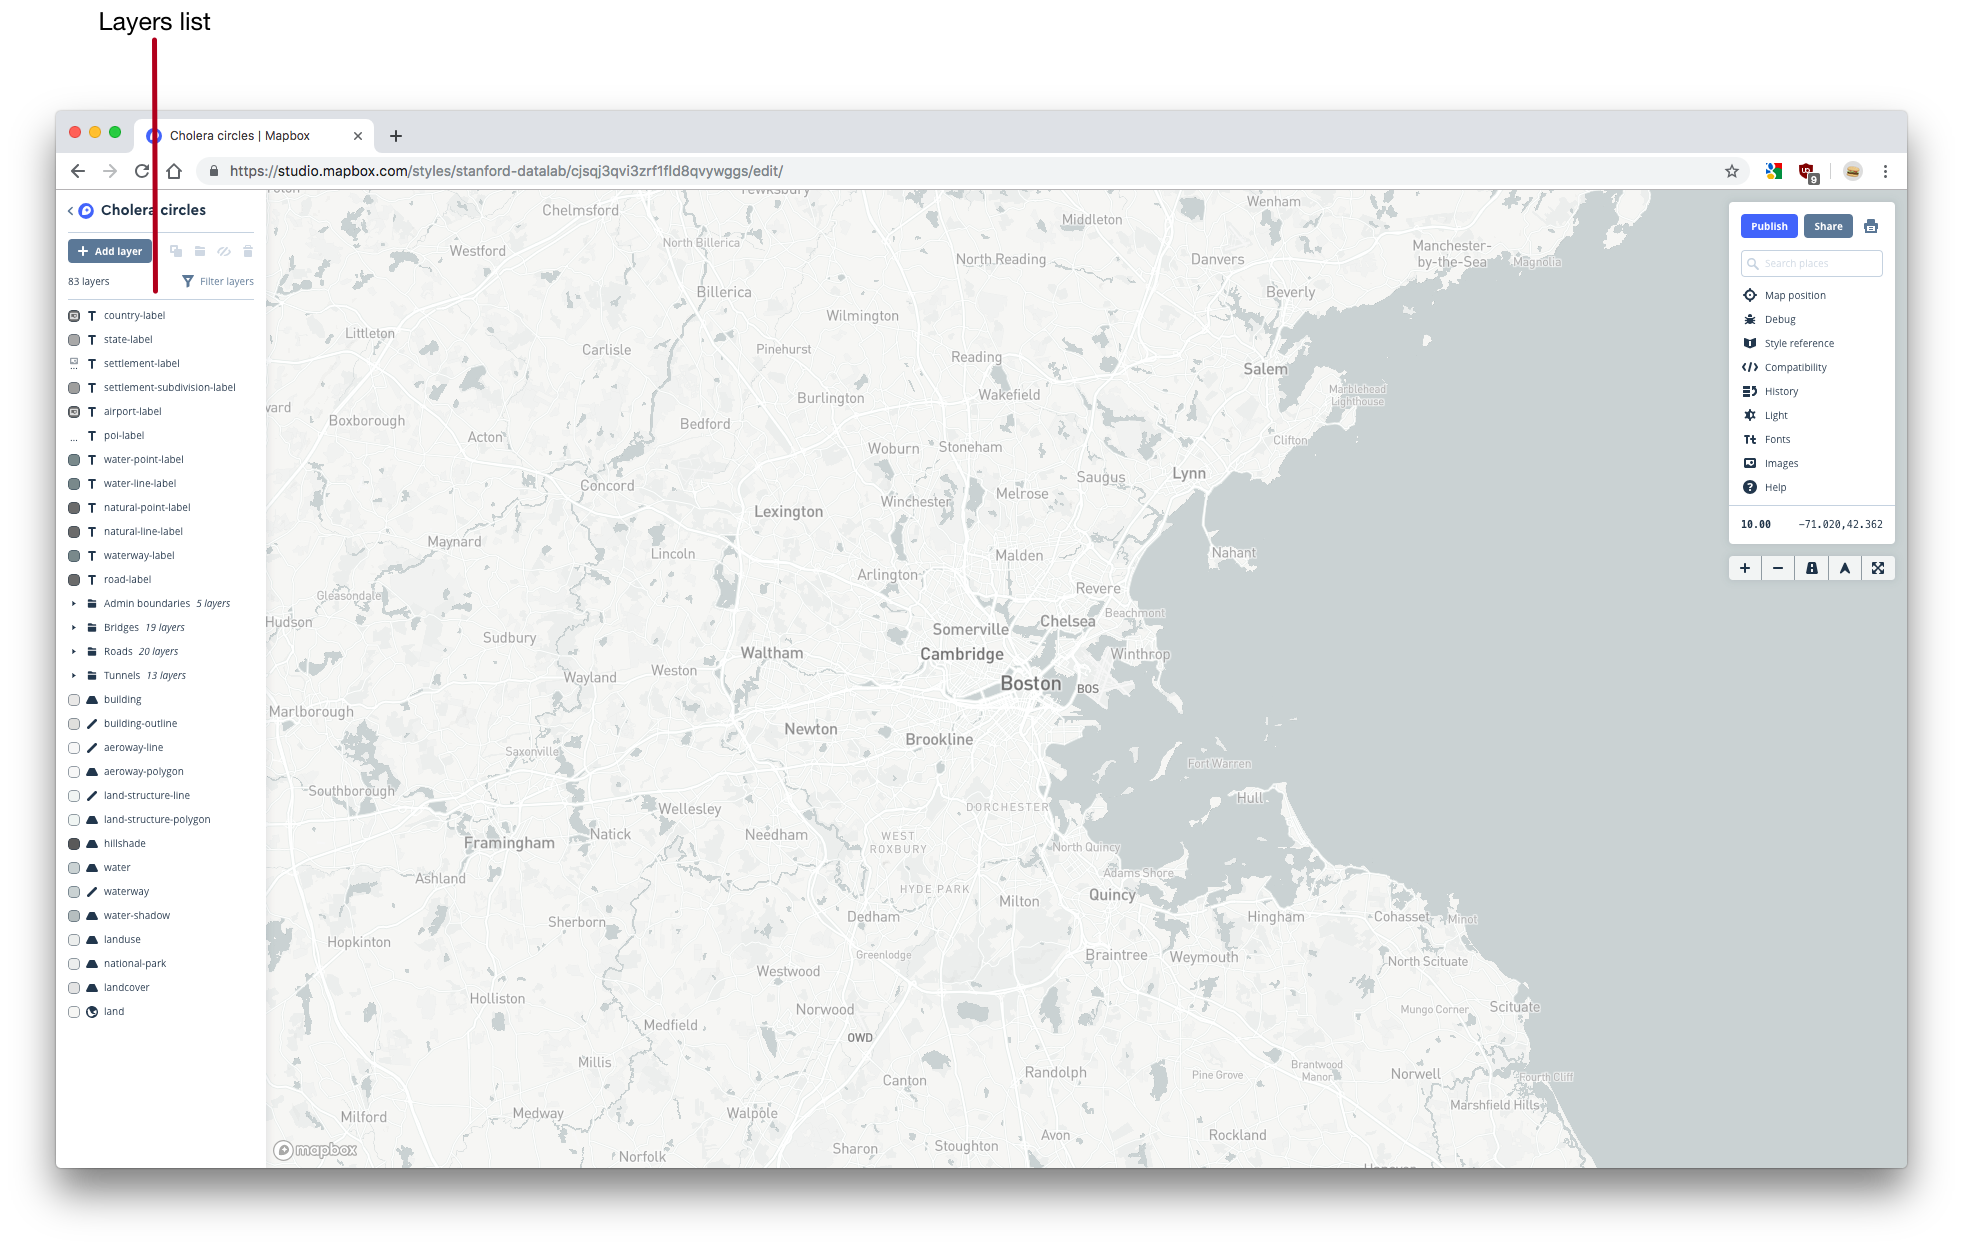 Layers list
Cholera circles | Mapbox
https://studio.mapbox.com/styles/stanford-datalab/cjsqj3qvi3zrf1fld8qvywggs/edit/
9
Cholera circles
Add layer
83 layers
Filter layers
country-label
state-label
settlement-label
settlement-subdivision-label
airport-label
poi-label
water-point-label
water-line-label
natural-point-label
natural-line-label
waterway-label
road-label
Admin boundaries 5 layers
Bridges 19 layers
Roads 20 layers
Tunnels 13 layers
building
building-outline
aeroway-line
aeroway-polygon
land-structure-line
land-structure-polygon
hillshade
water
waterway
water-shadow
landuse
national-park
landcover
land
Tewksbury
Chelmsford
Wenham
Middleton
North Billerica
Westford
Manchester-
by-the-Sea
Magnolia
North Reading
Danvers
Billerica
Beverly
Wilmington
Littleton
Carlisle
Pinehurst
Reading
Salem
Marblehead
Lighthouse
Burlington
Wakefield
ward
Boxborough
Bedford
Acton
Clifton
Woburn
Stoneham
Saugus
Lynn
Concord
Melrose
Winchester
Lexington
Maynard
Lincoln
Malden
Nahant
Arlington
Revere
Gleasondale
Beachmont
Hudson
Somerville
Chelsea
Sudbury
Waltham
Cambridge
Winthrop
Weston
Wayland
Boston
BOS
Marlborough
Newton
Brookline
Saxonville
Fort Warren
Southborough
Hull
Wellesley
DORCHESTER
Natick
Needham
WEST
ROXBURY
Framingham
North Quincy
Adams Shore
Ashland
HYDE PARK
Quincy
Milton
Sherborn
Dedham
Hingham
Cohasset
Minot
Hopkinton
Greenlodge
Braintree
Weymouth
North Scituate
Westwood
Holliston
Norwood
Mungo Corner
Scituate
Medfield
OWD
Millis
Brantwood
Manor
Canton
Randolph
Pine Grove
Norwell
Fourth Cliff
Milford
Medway
Walpole
Marshfield Hills
Avon
Rockland
Sharon
Stoughton
Norfolk
mapbox
Publish
Share
Search places
Map position
Debug
Style reference
Compatibility
History
Light
Fonts
Images
Help
10.00
-71.020,42.362